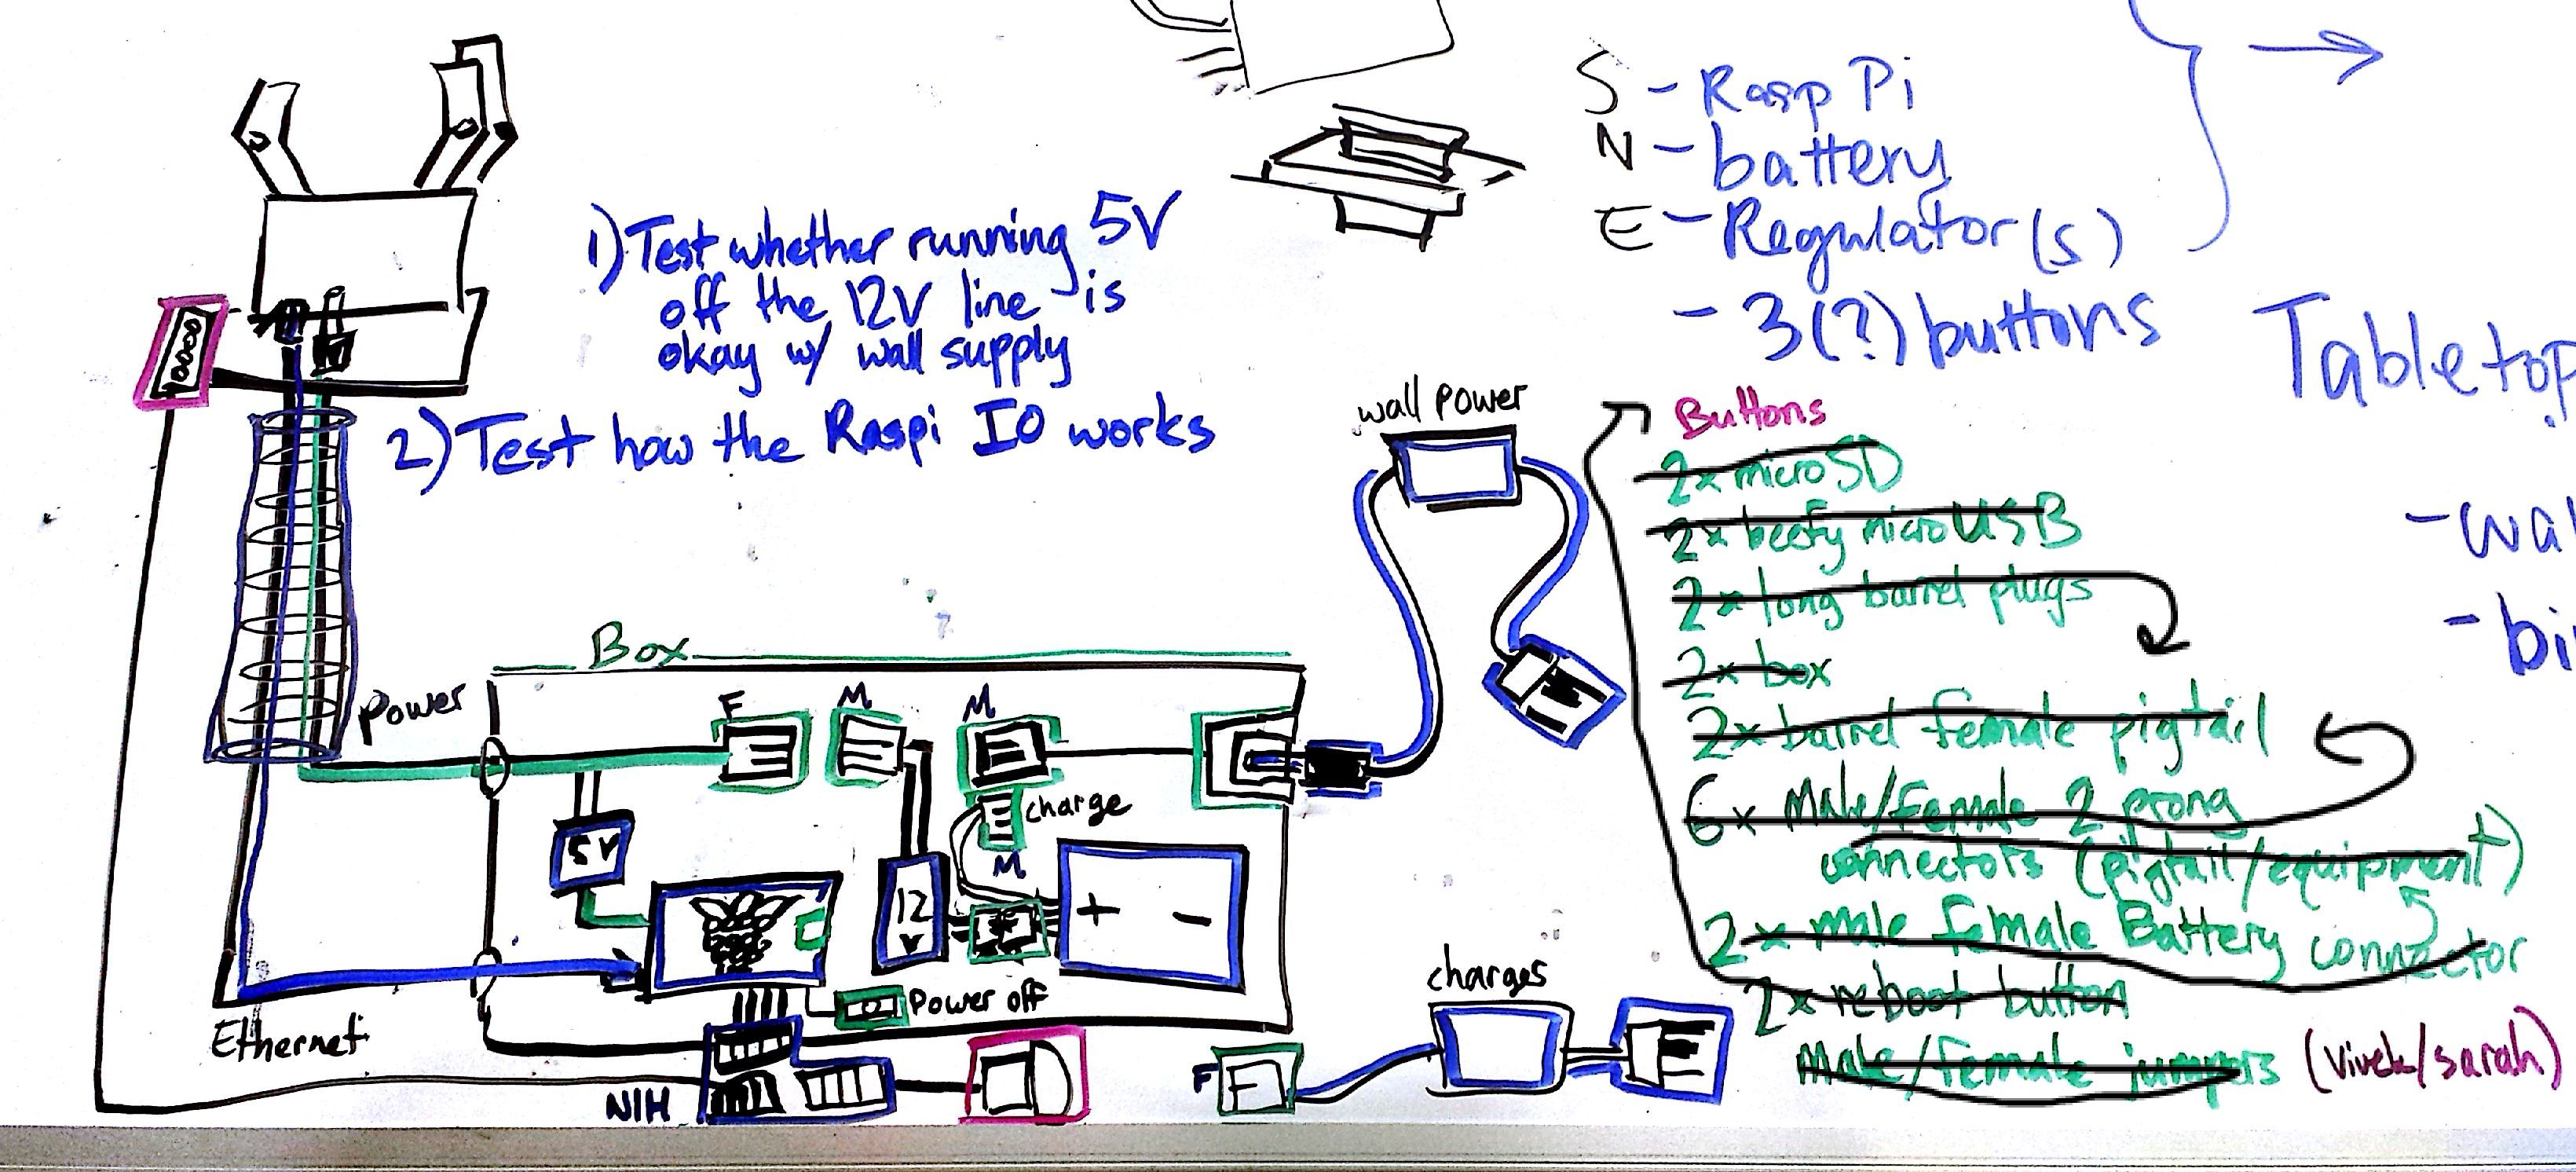 S - Rasp Pi
N - battery
E - Regulator(s)
- 3(?) buttons
1) Test whether running 5V
off the 12V line is
okay w/ wall supply
2) Test how the Raspi IO works
Tabletop
wall power
Buttons
2x microSD
2x beefy microUSB
2x long barrel plugs
2x box
2x barrel female pigtail
6x Male/Female 2 prong
connectors (pigtail/equipment)
2x male female Battery connector
2x reboot button
Male/female jumpers (Vivek/sarah)
-wal
-bi
Box
Power
F
M
M
charge
M
5V
12
V
+ -
Power off
Ethernet
NIH
charges
F
F